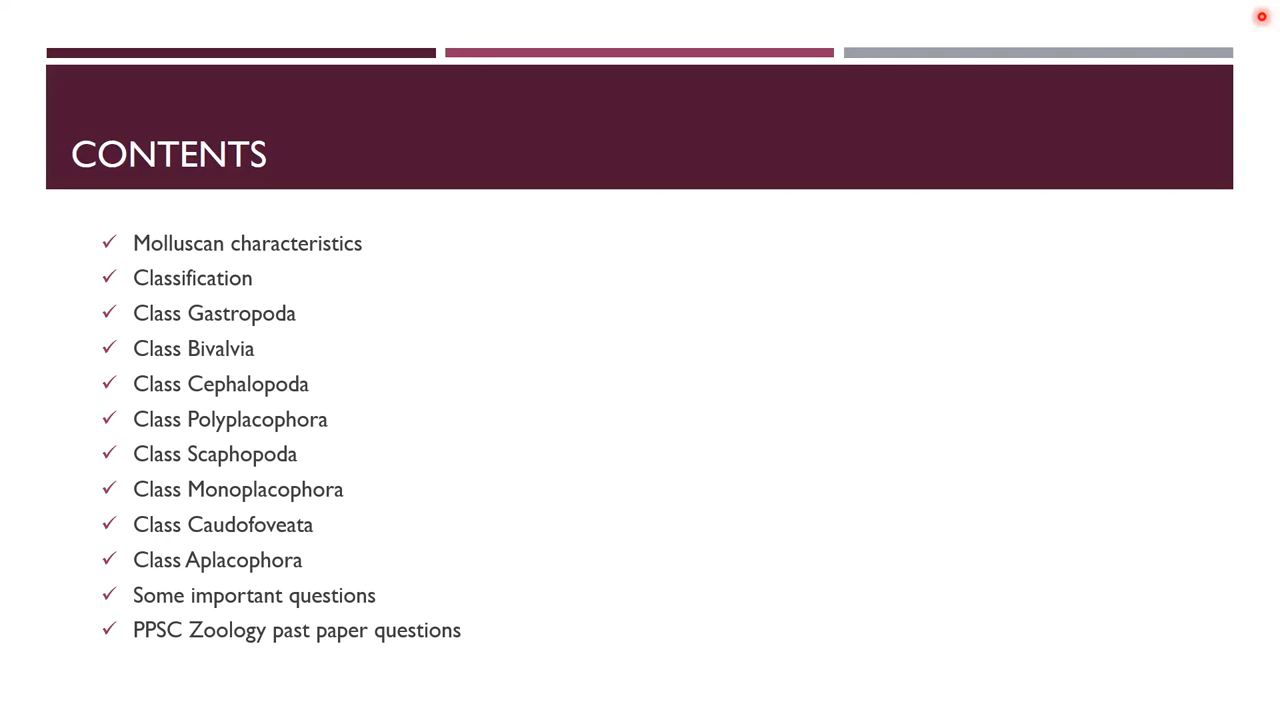 CONTENTS
Molluscan characteristics
Classification
Class Gastropoda
Class Bivalvia
Class Cephalopoda
Class Polyplacophora
Class Scaphopoda
Class Monoplacophora
Class Caudofoveata
Class Aplacophora
Some important questions
PPSC Zoology past paper questions